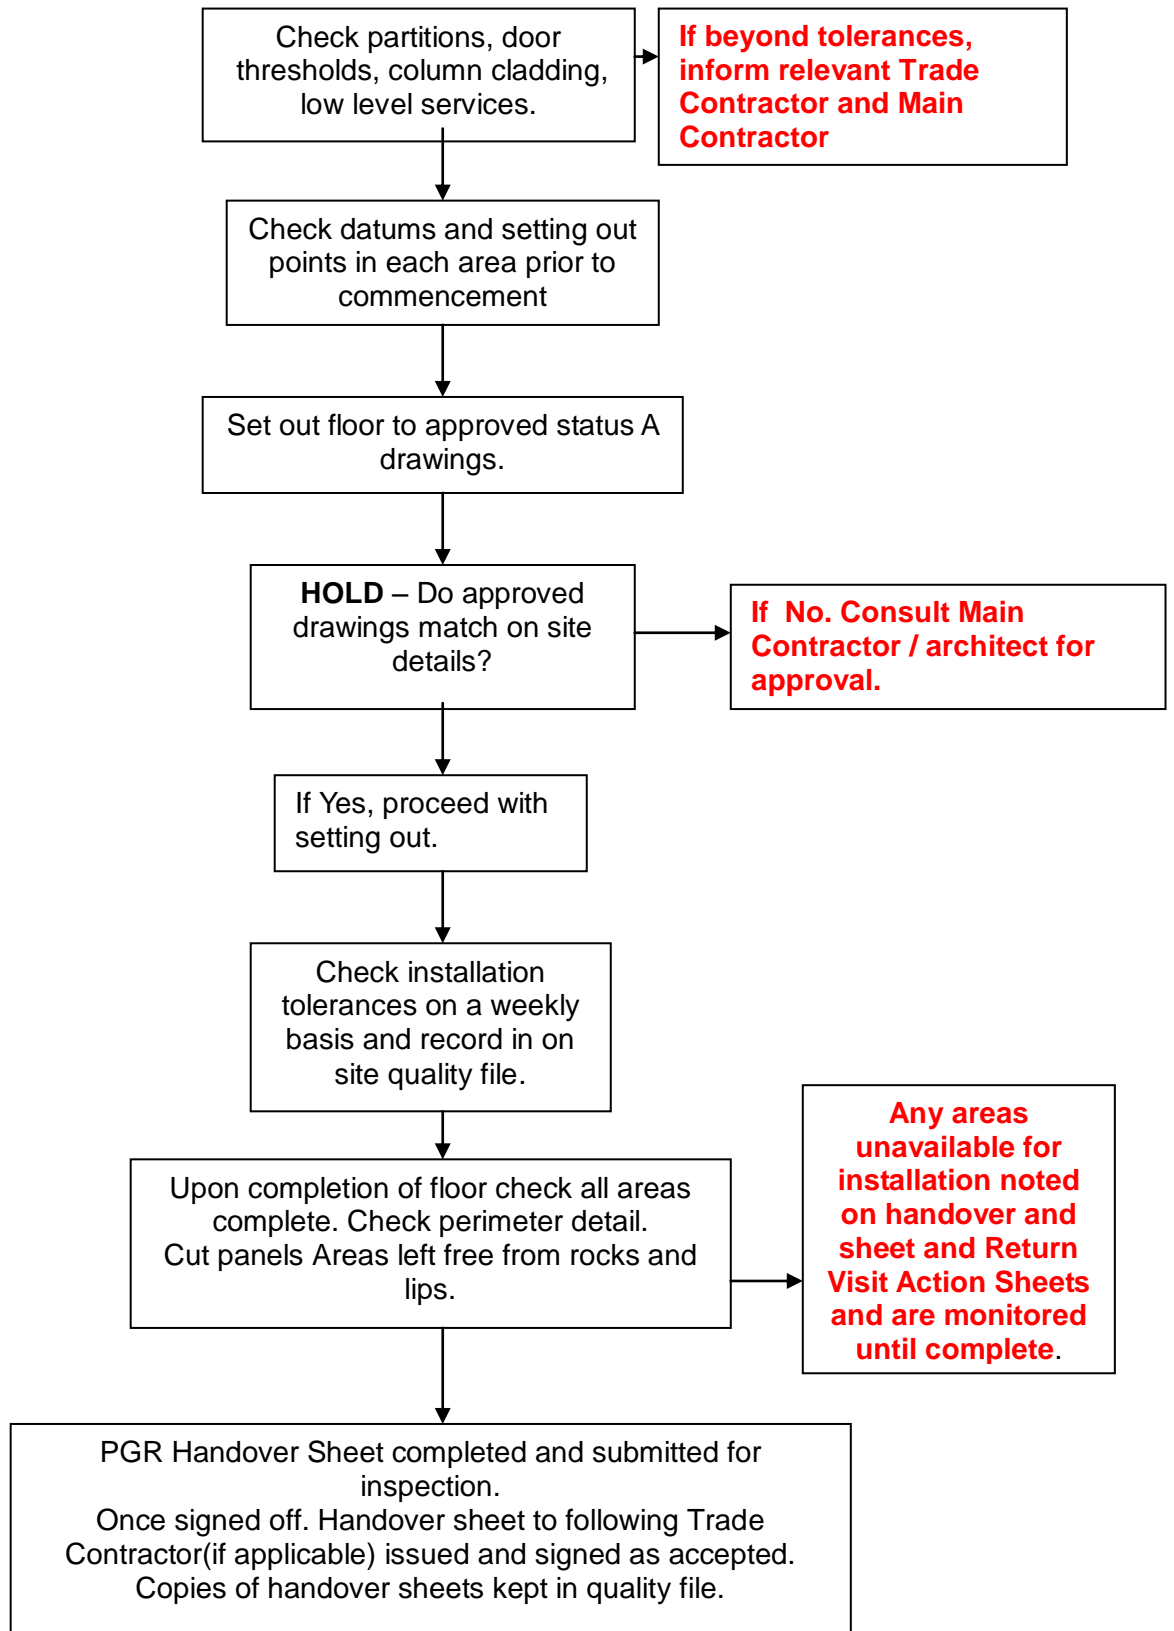 Check partitions, door
thresholds, column cladding,
low level services.
If beyond tolerances,
inform relevant Trade
Contractor and Main
Contractor
Check datums and setting out
points in each area prior to
commencement
Set out floor to approved status A
drawings.
HOLD – Do approved
drawings match on site
details?
If  No. Consult Main
Contractor / architect for
approval.
If Yes, proceed with
setting out.
Check installation
tolerances on a weekly
basis and record in on
site quality file.
Upon completion of floor check all areas
complete. Check perimeter detail.
Cut panels Areas left free from rocks and
lips.
Any areas
unavailable for
installation noted
on handover and
sheet and Return
Visit Action Sheets
and are monitored
until complete.
PGR Handover Sheet completed and submitted for
inspection.
Once signed off. Handover sheet to following Trade
Contractor(if applicable) issued and signed as accepted.
Copies of handover sheets kept in quality file.